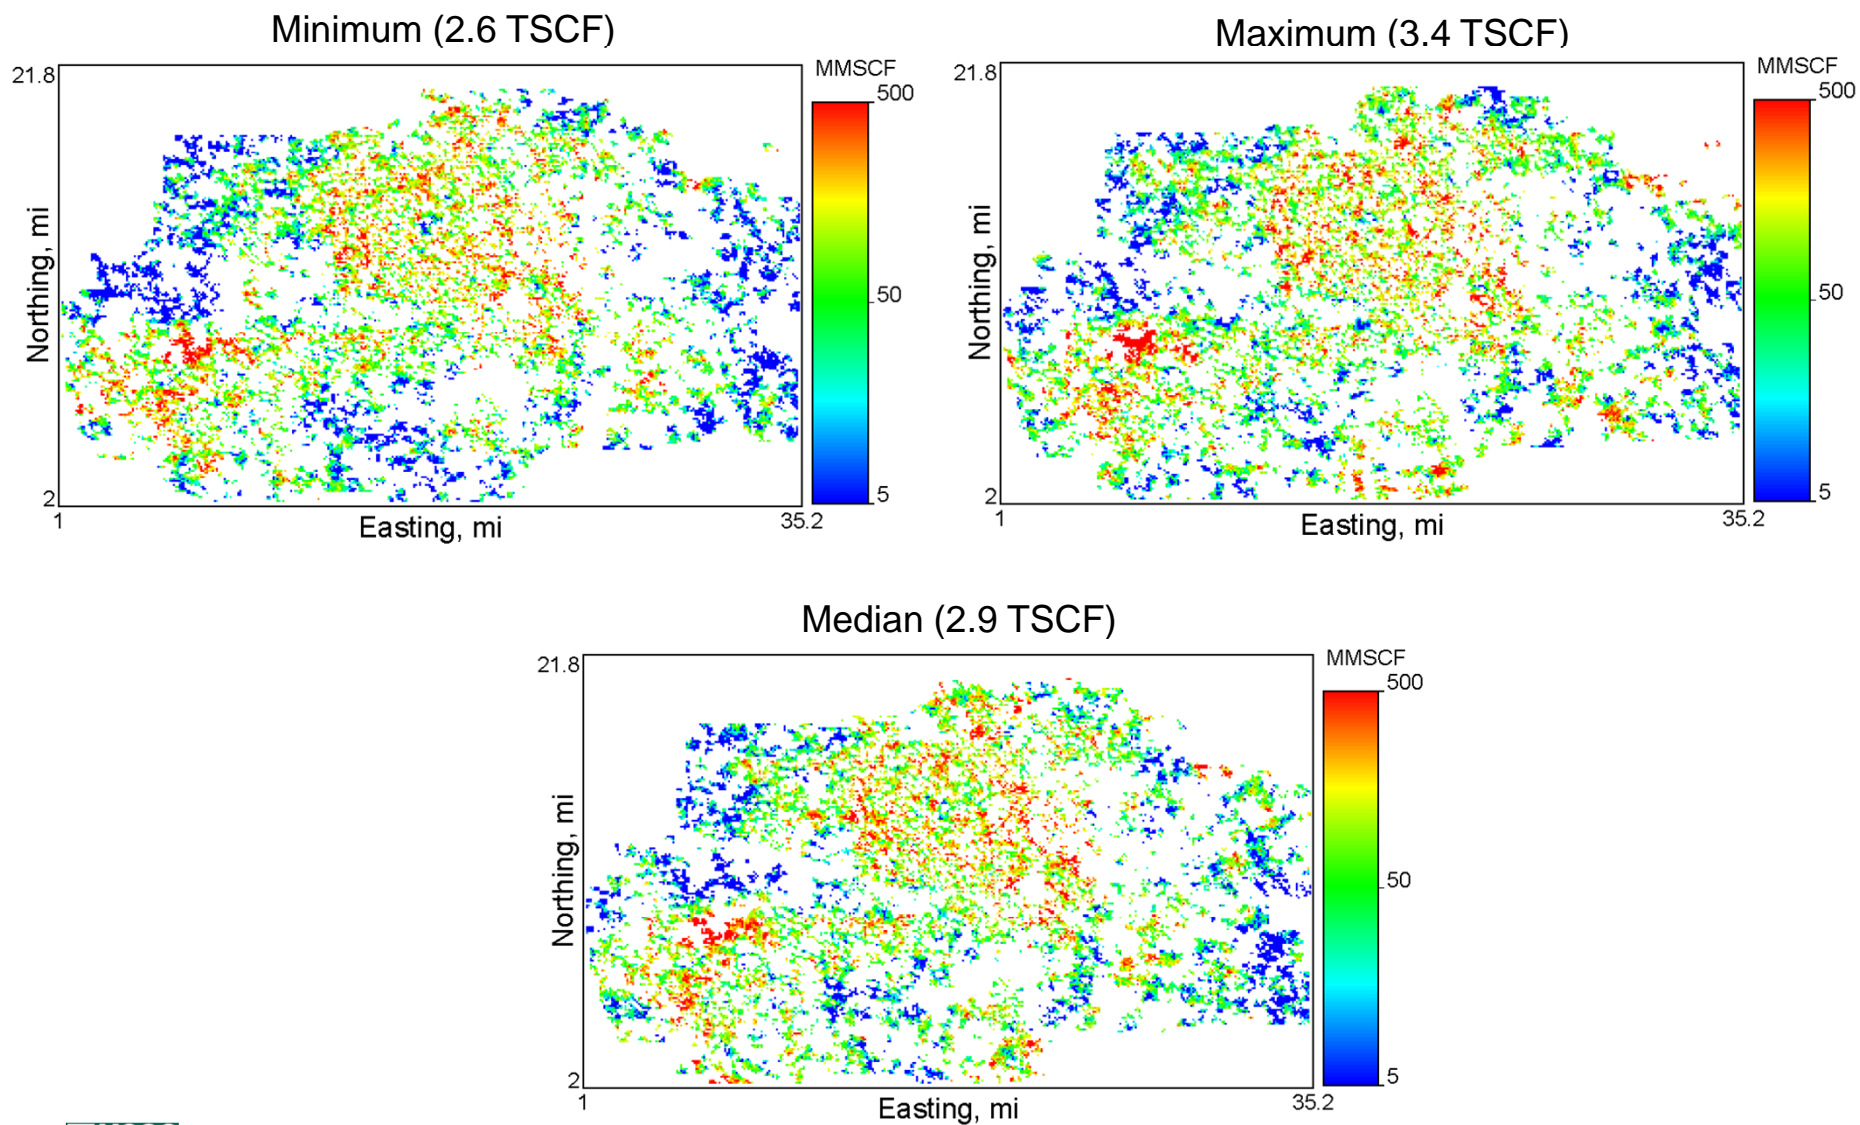 Minimum (2.6 TSCF)
21.8
MMSCF
500
50
5
Northing, mi
2
1
Easting, mi
35.2
Maximum (3.4 TSCF)
21.8
MMSCF
500
50
5
Northing, mi
2
1
Easting, mi
35.2
Median (2.9 TSCF)
21.8
MMSCF
500
50
5
Northing, mi
2
1
Easting, mi
35.2